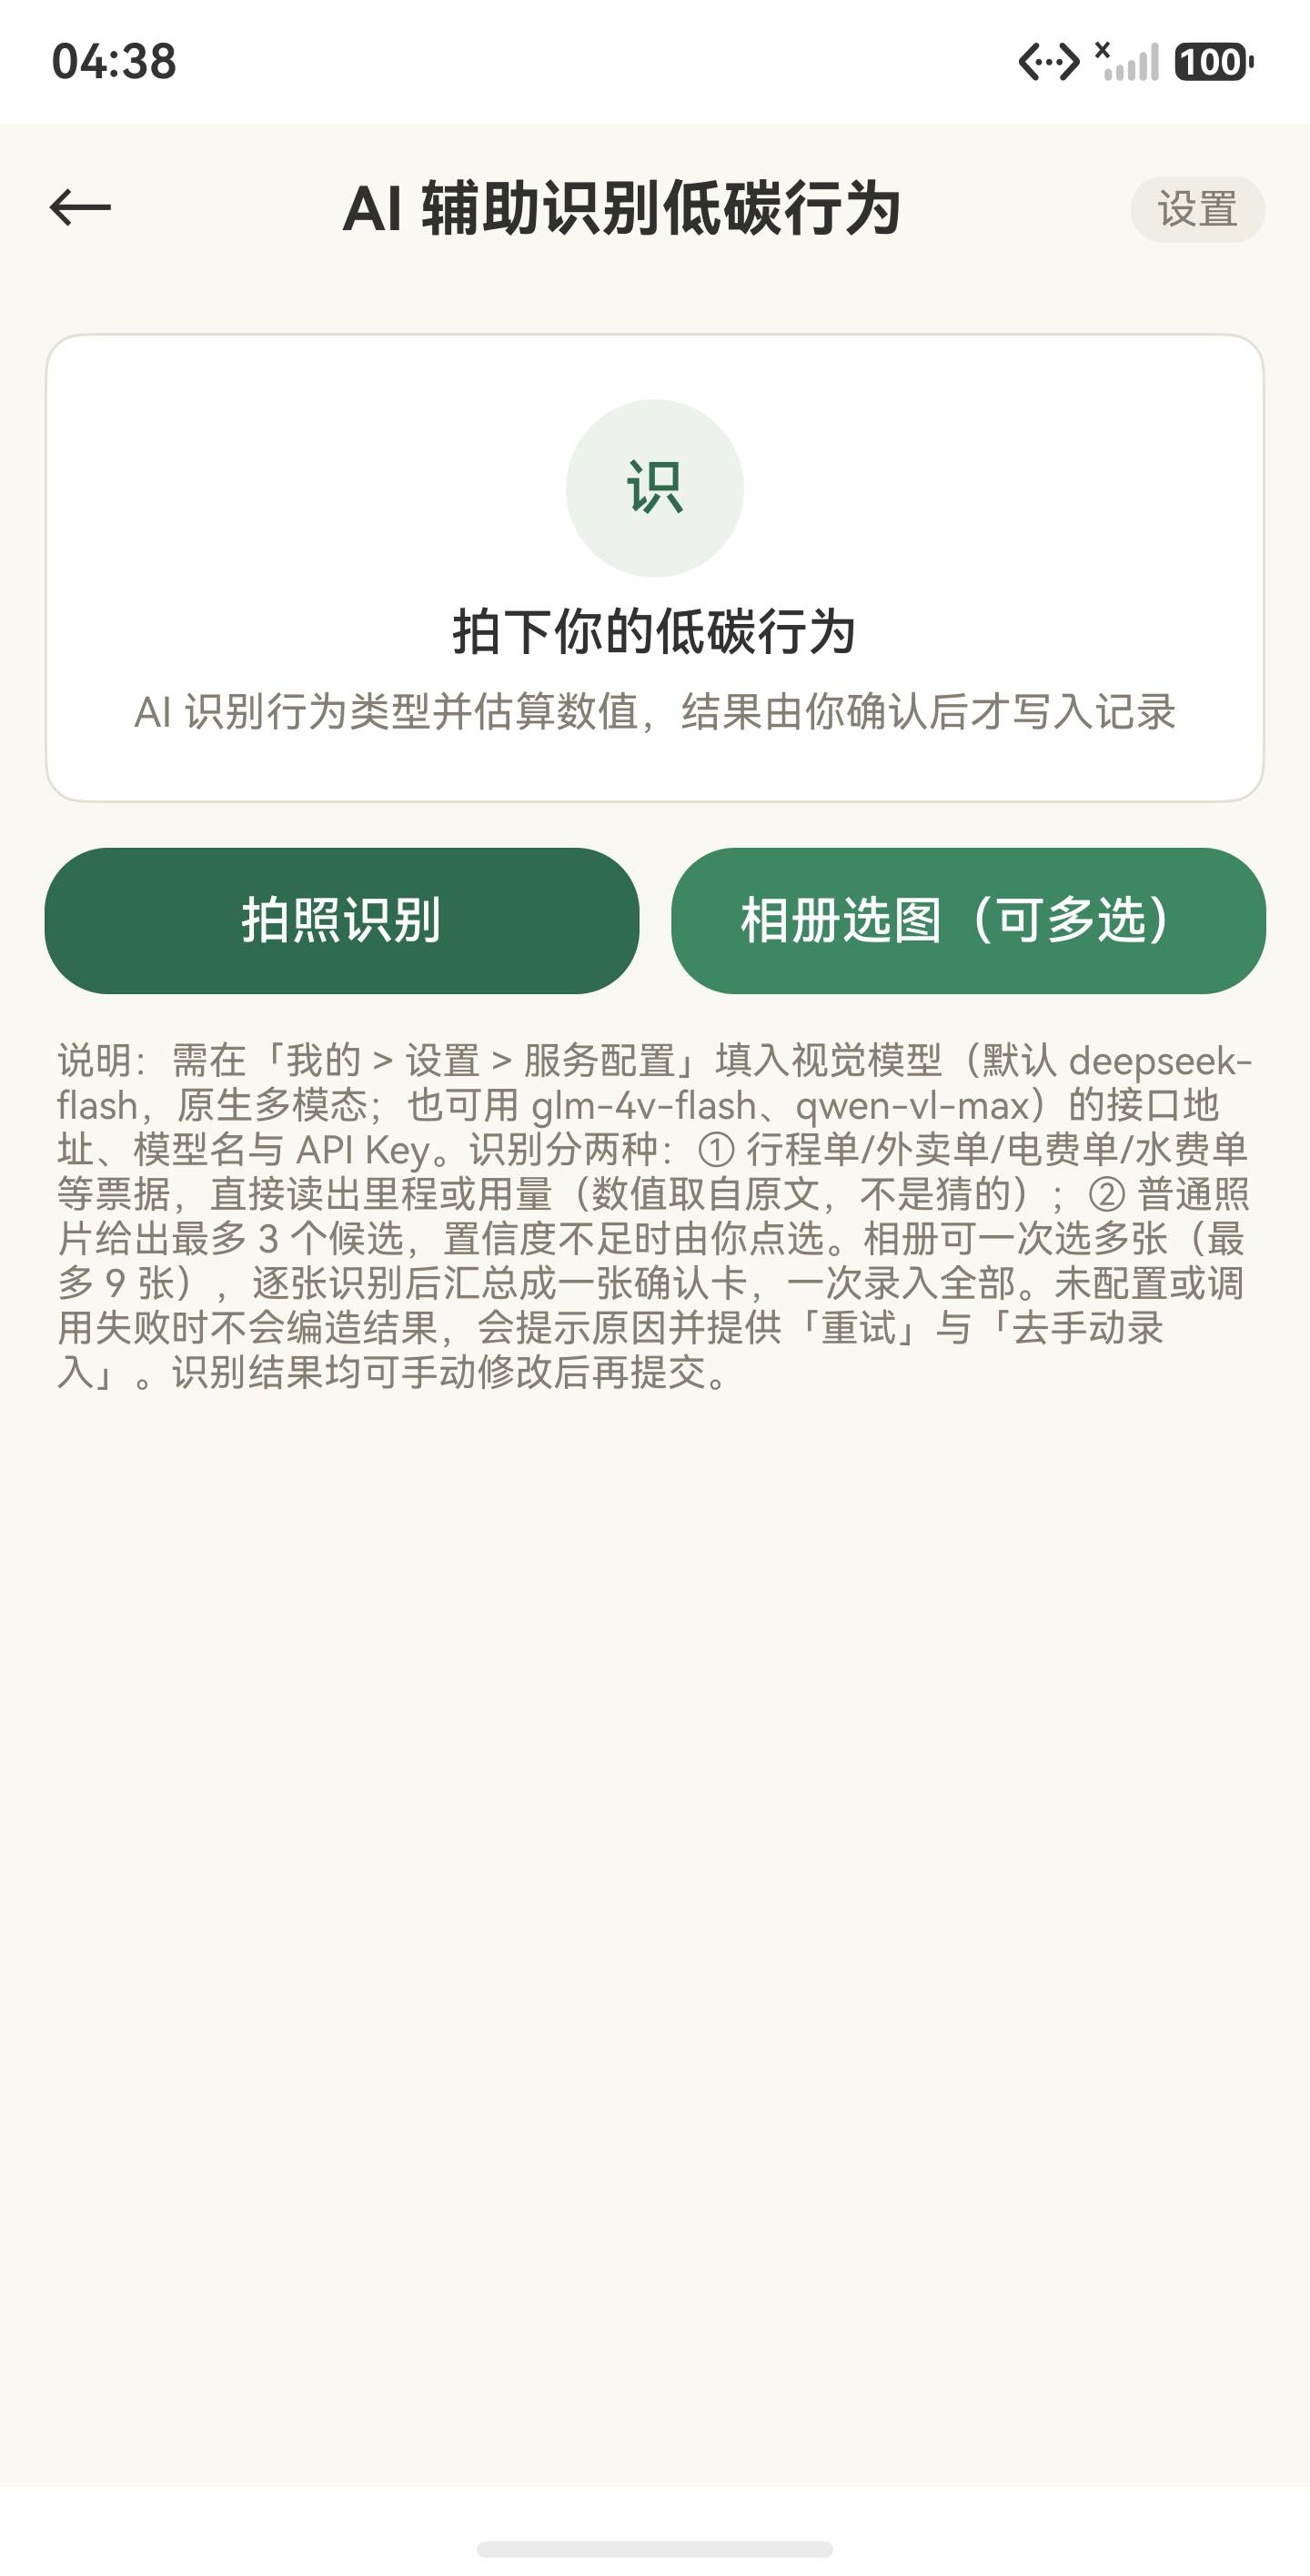 04:38
100
AI 辅助识别低碳行为
设置
识
拍下你的低碳行为
AI 识别行为类型并估算数值，结果由你确认后才写入记录
拍照识别
相册选图（可多选）
说明：需在「我的 > 设置 > 服务配置」填入视觉模型（默认 deepseek-
flash，原生多模态；也可用 glm-4v-flash、qwen-vl-max）的接口地
址、模型名与 API Key。识别分两种：① 行程单/外卖单/电费单/水费单
等票据，直接读出里程或用量（数值取自原文，不是猜的）；② 普通照
片给出最多 3 个候选，置信度不足时由你点选。相册可一次选多张（最
多 9 张），逐张识别后汇总成一张确认卡，一次录入全部。未配置或调
用失败时不会编造结果，会提示原因并提供「重试」与「去手动录
入」。识别结果均可手动修改后再提交。